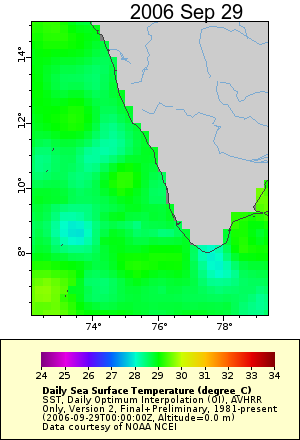 2006 Sep 29
14°
12°
10°
8°
74°
76°
78°
24 25 26 27 28 29 30 31 32 33 34
Daily Sea Surface Temperature (degree_C)
SST, Daily Optimum Interpolation (OI), AVHRR
Only, Version 2, Final+Preliminary, 1981-present
(2006-09-29T00:00:00Z, Altitude=0.0 m)
Data courtesy of NOAA NCEI